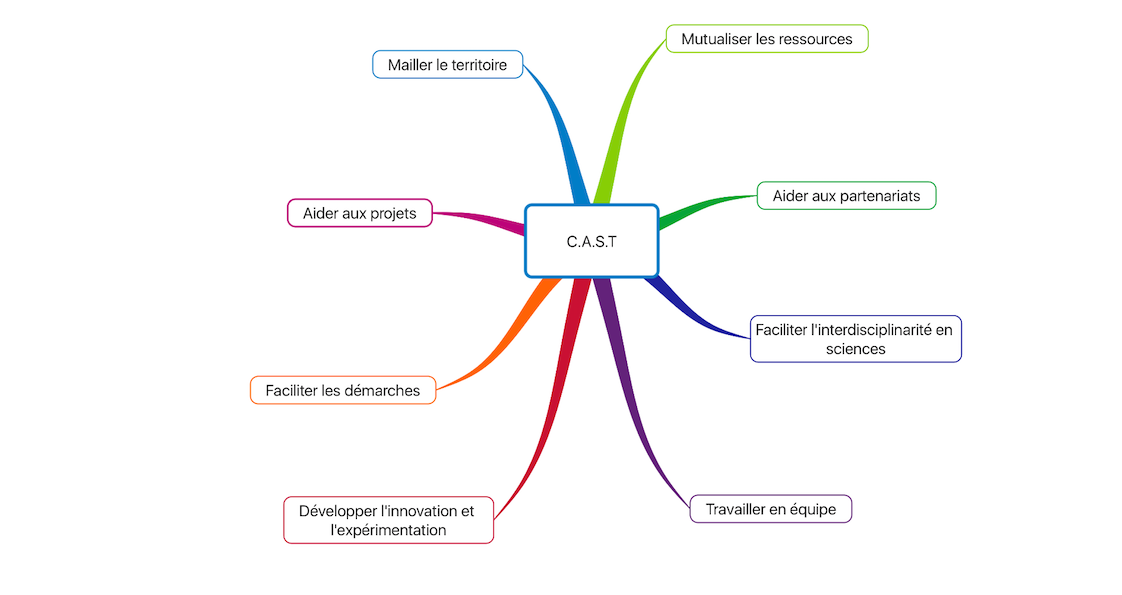 Mutualiser les ressources
Mailler le territoire
Aider aux partenariats
Aider aux projets
C.A.S.T
Faciliter l'interdisciplinarité en
sciences
Faciliter les démarches
Développer l'innovation et
l'expérimentation
Travailler en équipe